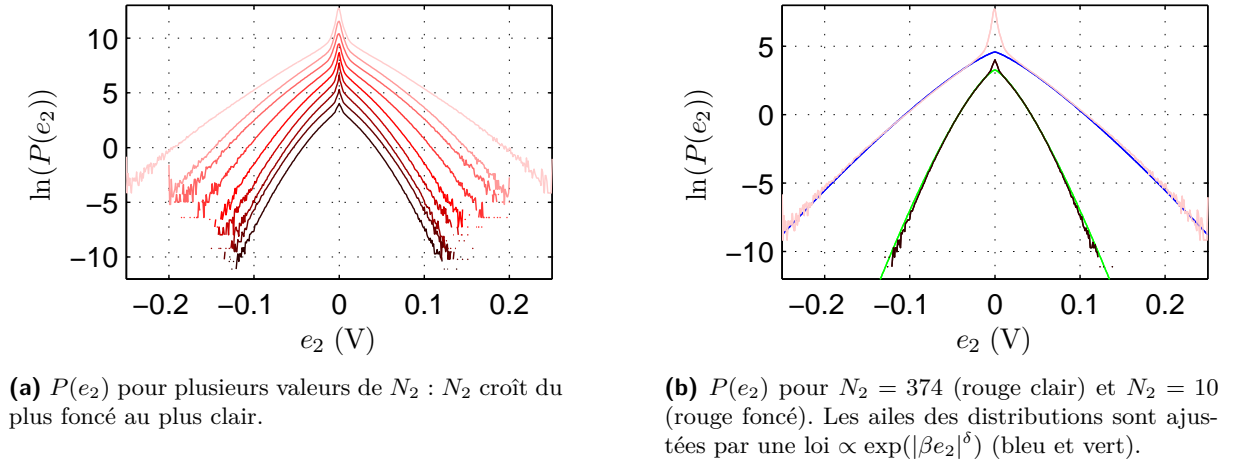 10
5
0
−5
−10
ln(P(e₂))
−0.2 −0.1 0 0.1 0.2
e₂ (V)
(a) P(e₂) pour plusieurs valeurs de N₂ : N₂ croît du
plus foncé au plus clair.
5
0
−5
−10
ln(P(e₂))
−0.2 −0.1 0 0.1 0.2
e₂ (V)
(b) P(e₂) pour N₂ = 374 (rouge clair) et N₂ = 10
(rouge foncé). Les ailes des distributions sont ajus-
tées par une loi ∝ exp(|βe₂|^δ) (bleu et vert).